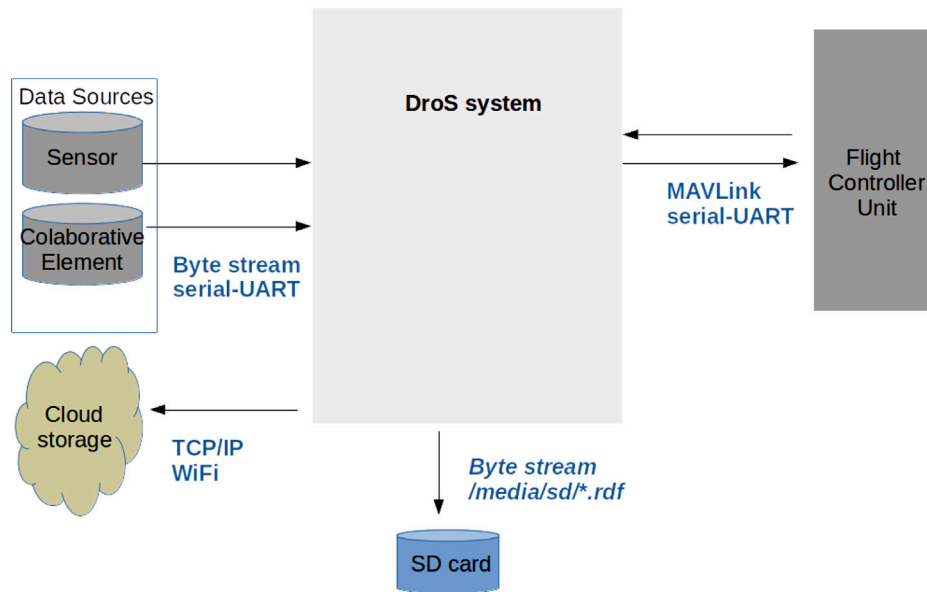 DroS system
Data Sources
Sensor
Colaborative
Element
Byte stream
serial-UART
MAVLink
serial-UART
Flight
Controller
Unit
Cloud
storage
TCP/IP
WiFi
Byte stream
/media/sd/*.rdf
SD card